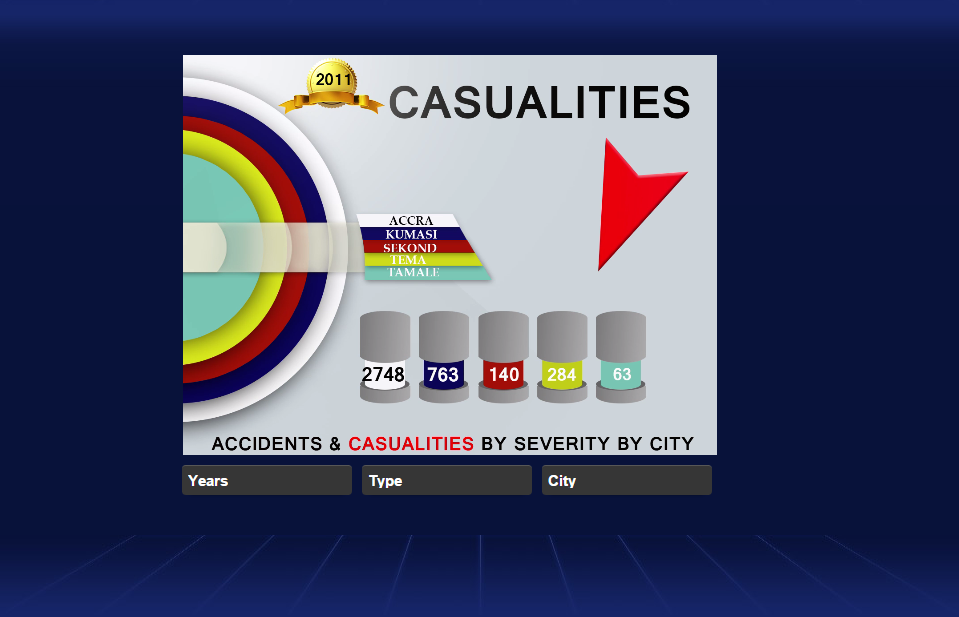 2011
CASUALITIES
ACCRA
KUMASI
SEKOND
TEMA
TAMALE
2748 763 140 284 63
ACCIDENTS & CASUALITIES BY SEVERITY BY CITY
Years Type City